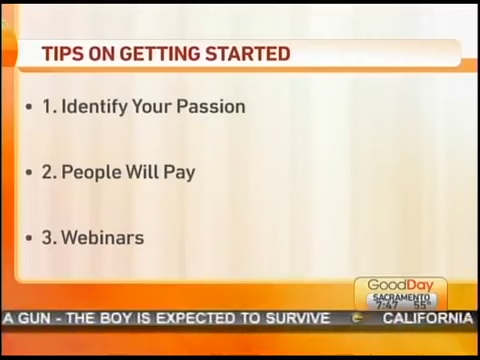 TIPS ON GETTING STARTED
• 1. Identify Your Passion
• 2. People Will Pay
• 3. Webinars
GoodDay
SACRAMENTO
7:47 55°
A GUN - THE BOY IS EXPECTED TO SURVIVE CALIFORNIA